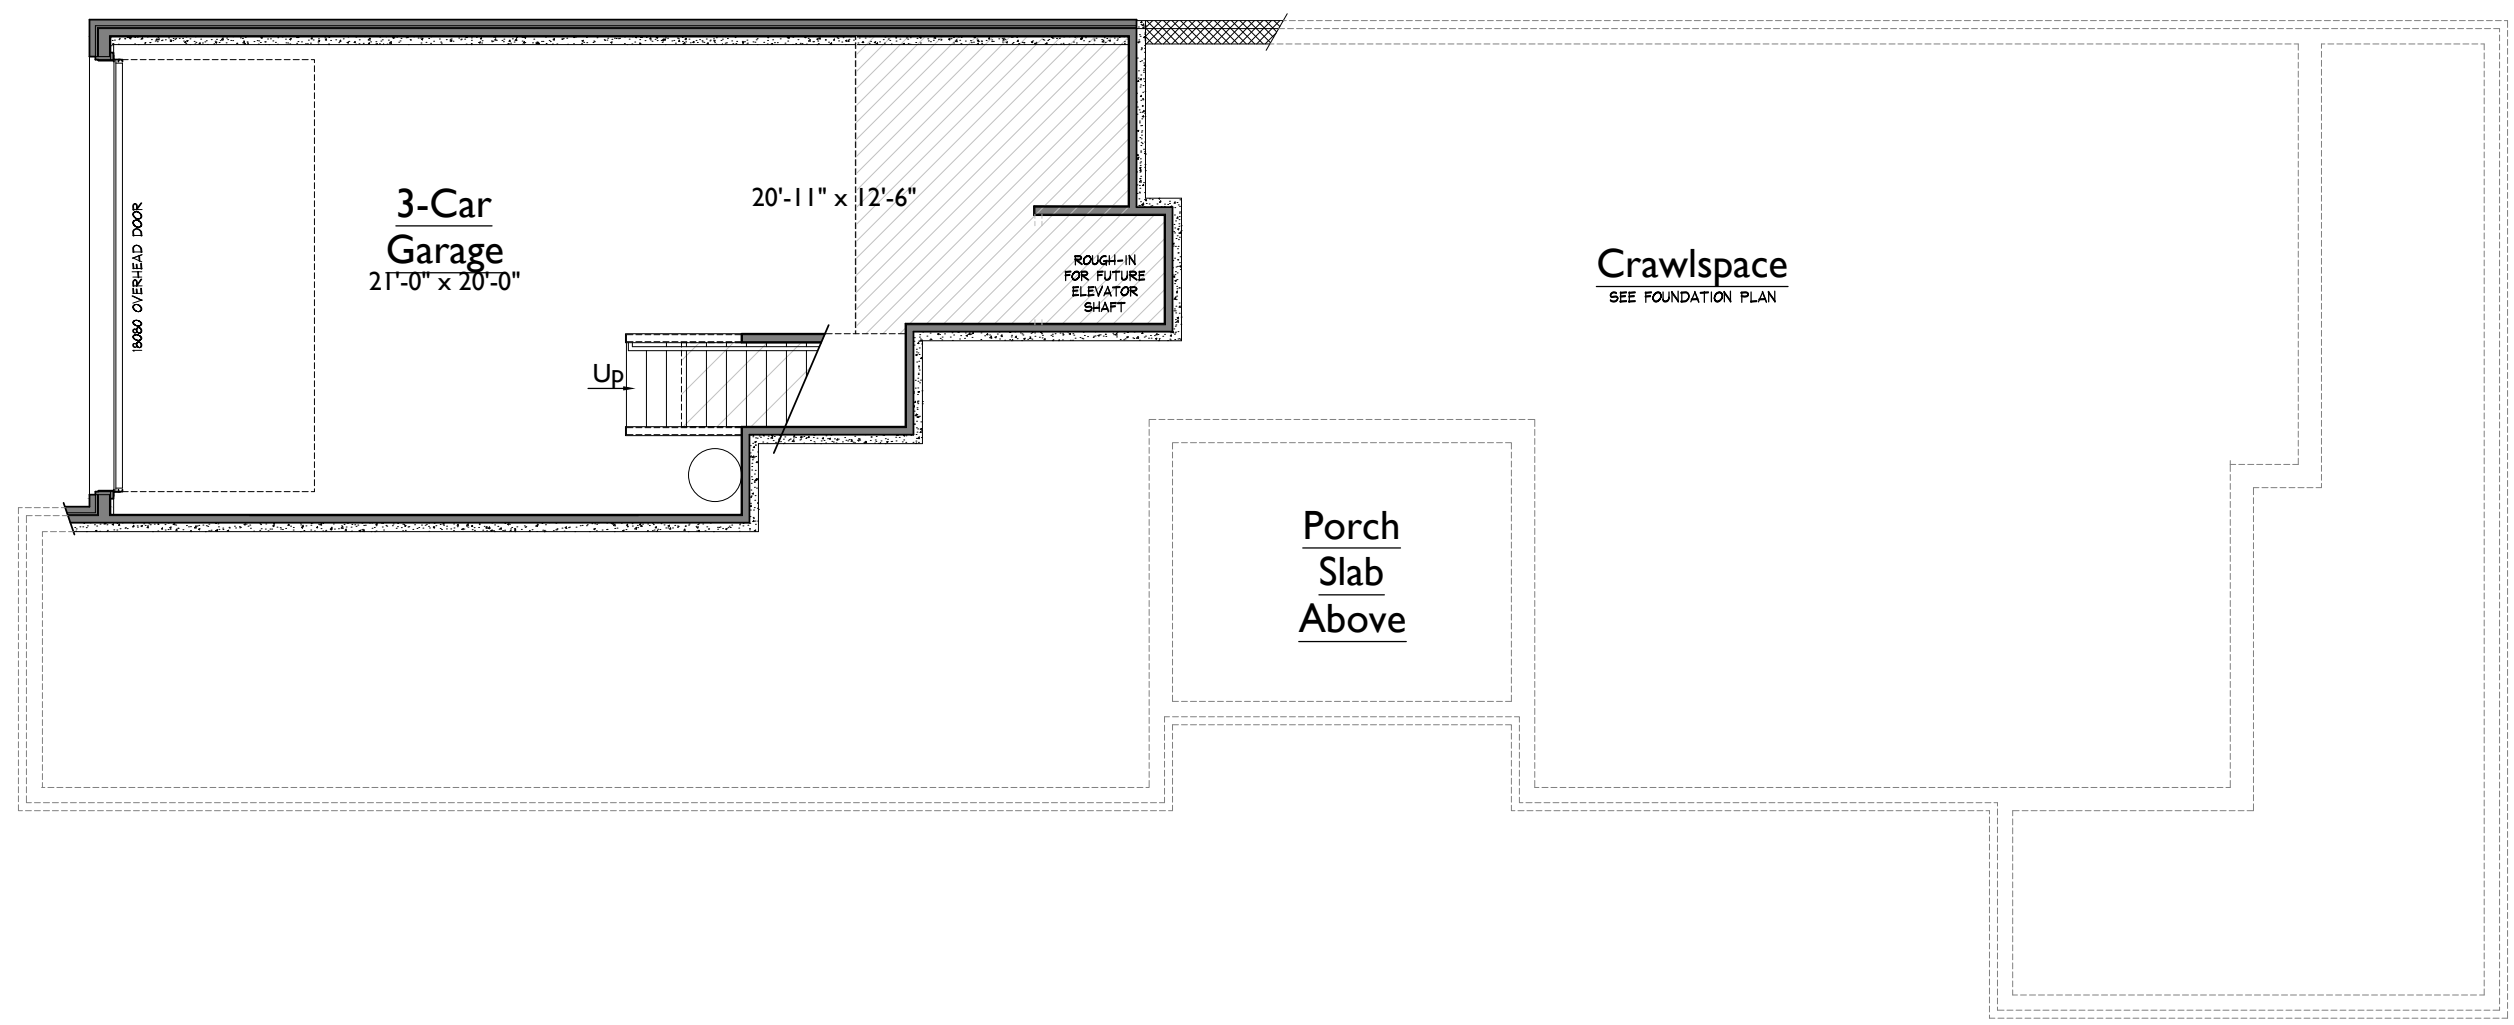 3-Car
Garage
21'-0" x 20'-0"
20'-11" x 12'-6"
18080 OVERHEAD DOOR
ROUGH-IN
FOR FUTURE
ELEVATOR
SHAFT
Up
Crawlspace
SEE FOUNDATION PLAN
Porch
Slab
Above